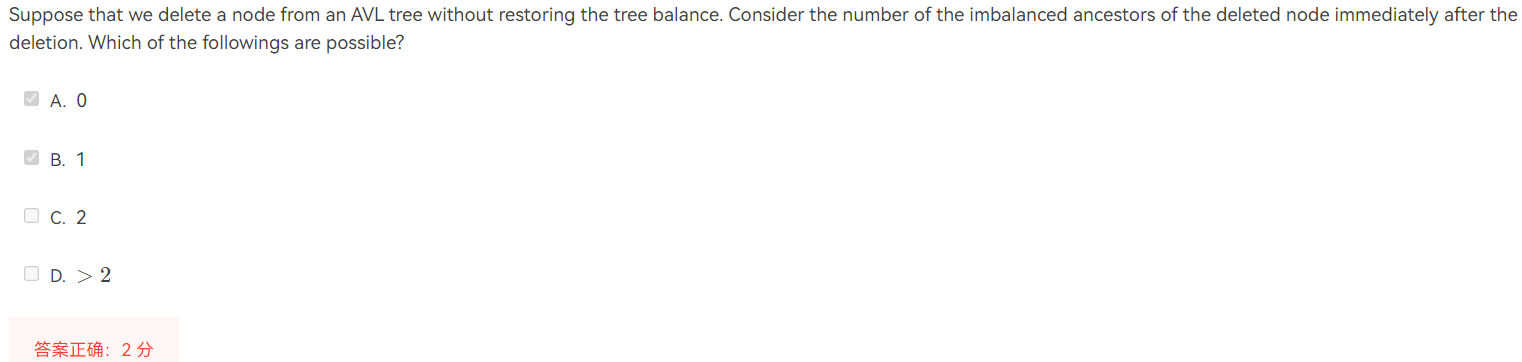 Suppose that we delete a node from an AVL tree without restoring the tree balance. Consider the number of the imbalanced ancestors of the deleted node immediately after the
deletion. Which of the followings are possible?
A. 0
B. 1
C. 2
D. > 2
答案正确：2 分